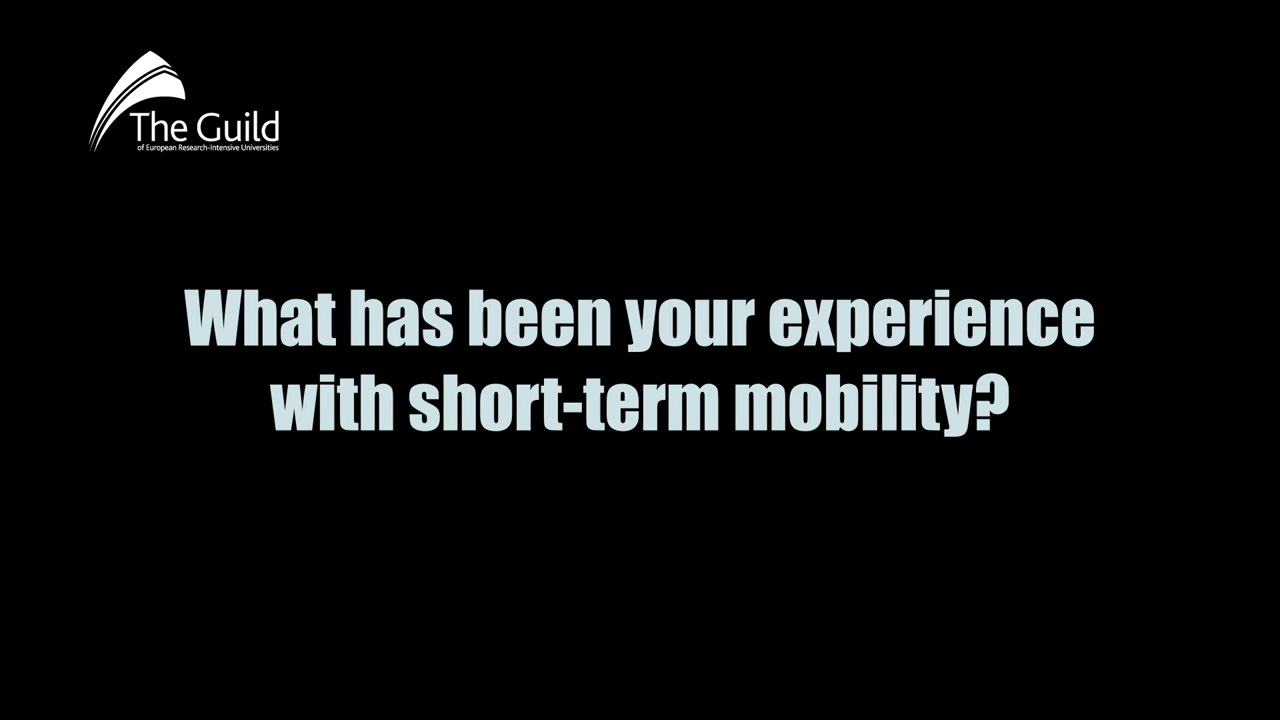 The Guild
of European Research-Intensive Universities
What has been your experience
with short-term mobility?